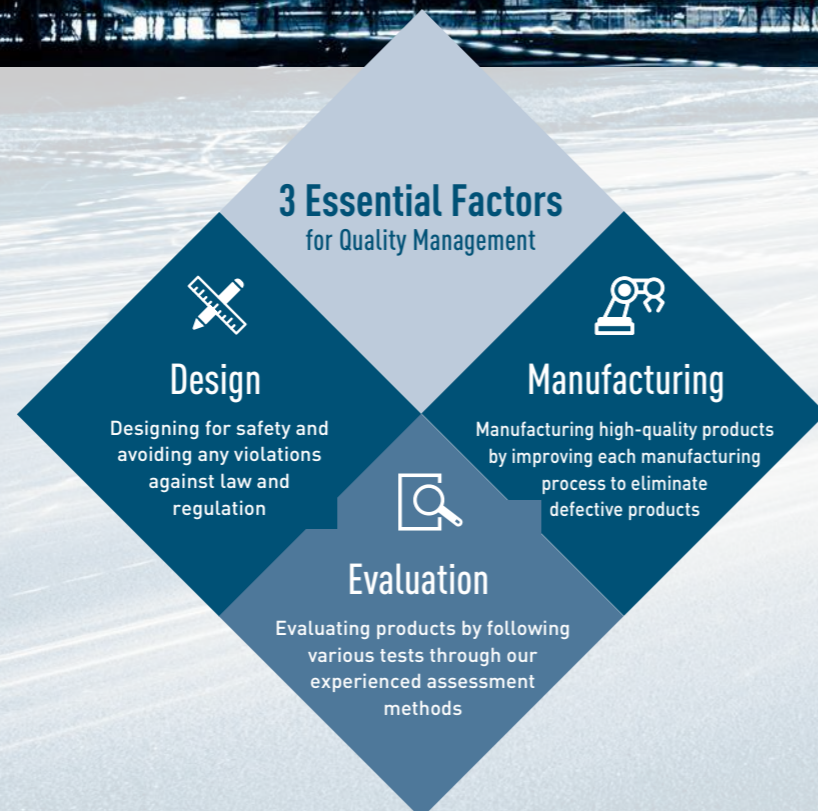 3 Essential Factors
for Quality Management
Design
Designing for safety and
avoiding any violations
against law and
regulation
Manufacturing
Manufacturing high-quality products
by improving each manufacturing
process to eliminate
defective products
Evaluation
Evaluating products by following
various tests through our
experienced assessment
methods